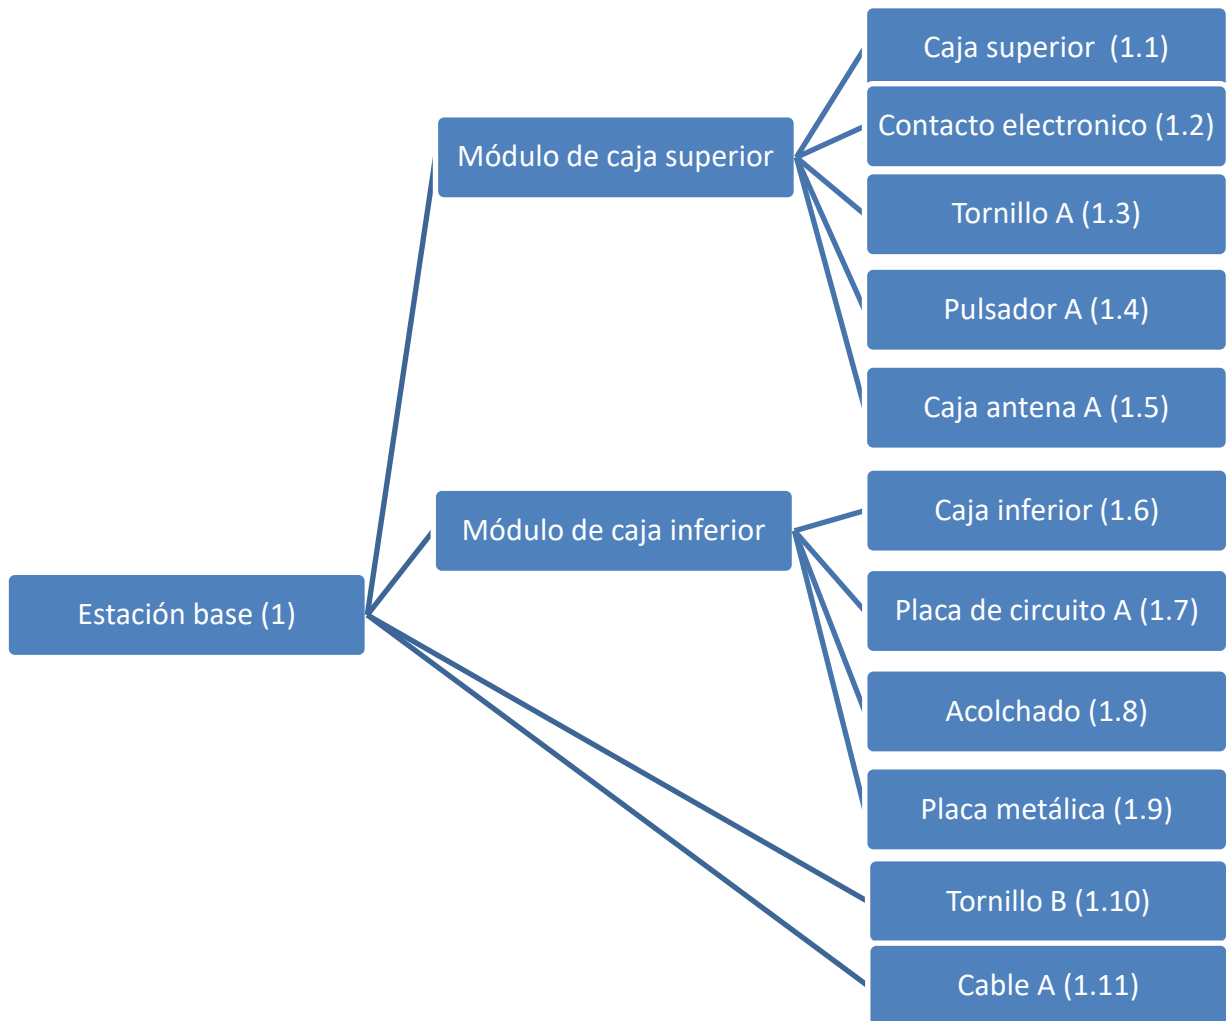 Caja superior (1.1)
Contacto electronico (1.2)
Módulo de caja superior
Tornillo A (1.3)
Pulsador A (1.4)
Caja antena A (1.5)
Caja inferior (1.6)
Módulo de caja inferior
Estación base (1)
Placa de circuito A (1.7)
Acolchado (1.8)
Placa metálica (1.9)
Tornillo B (1.10)
Cable A (1.11)